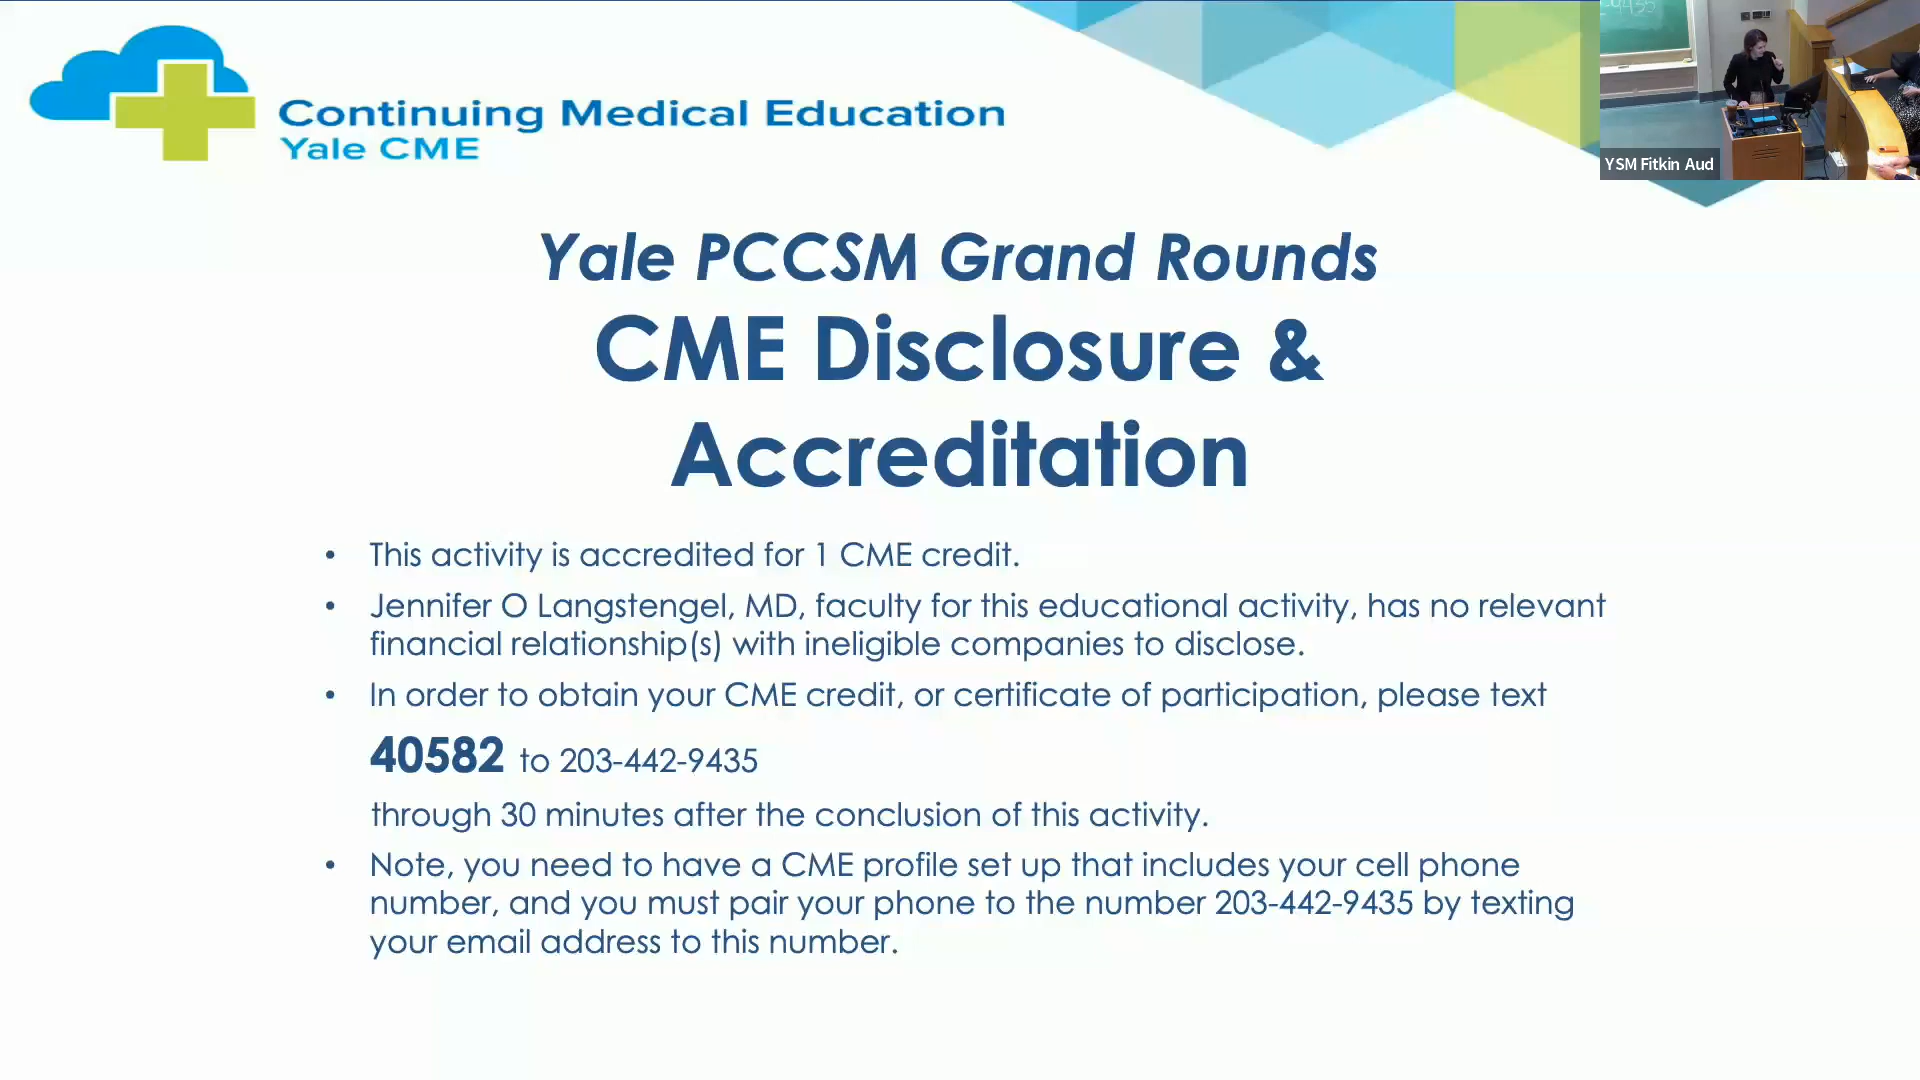 Continuing Medical Education
Yale CME
YSM Fitkin Aud
Yale PCCSM Grand Rounds
CME Disclosure &
Accreditation
• This activity is accredited for 1 CME credit.
• Jennifer O Langstengel, MD, faculty for this educational activity, has no relevant
financial relationship(s) with ineligible companies to disclose.
• In order to obtain your CME credit, or certificate of participation, please text
40582 to 203-442-9435
through 30 minutes after the conclusion of this activity.
• Note, you need to have a CME profile set up that includes your cell phone
number, and you must pair your phone to the number 203-442-9435 by texting
your email address to this number.